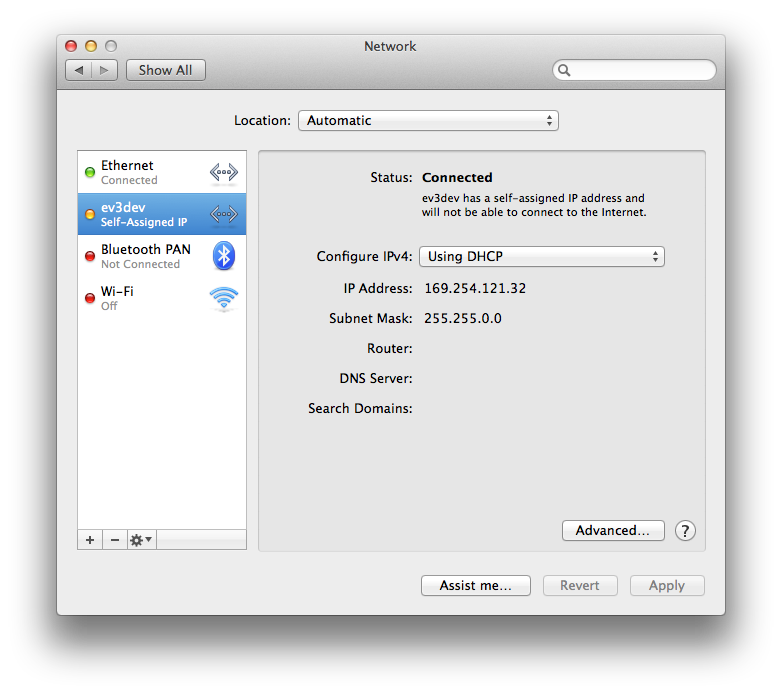 Network
Show All
Location: Automatic
Ethernet
Connected
ev3dev
Self-Assigned IP
Bluetooth PAN
Not Connected
Wi-Fi
Off
Status: Connected
ev3dev has a self-assigned IP address and
will not be able to connect to the Internet.
Configure IPv4: Using DHCP
IP Address: 169.254.121.32
Subnet Mask: 255.255.0.0
Router:
DNS Server:
Search Domains:
Advanced... ?
Assist me... Revert Apply